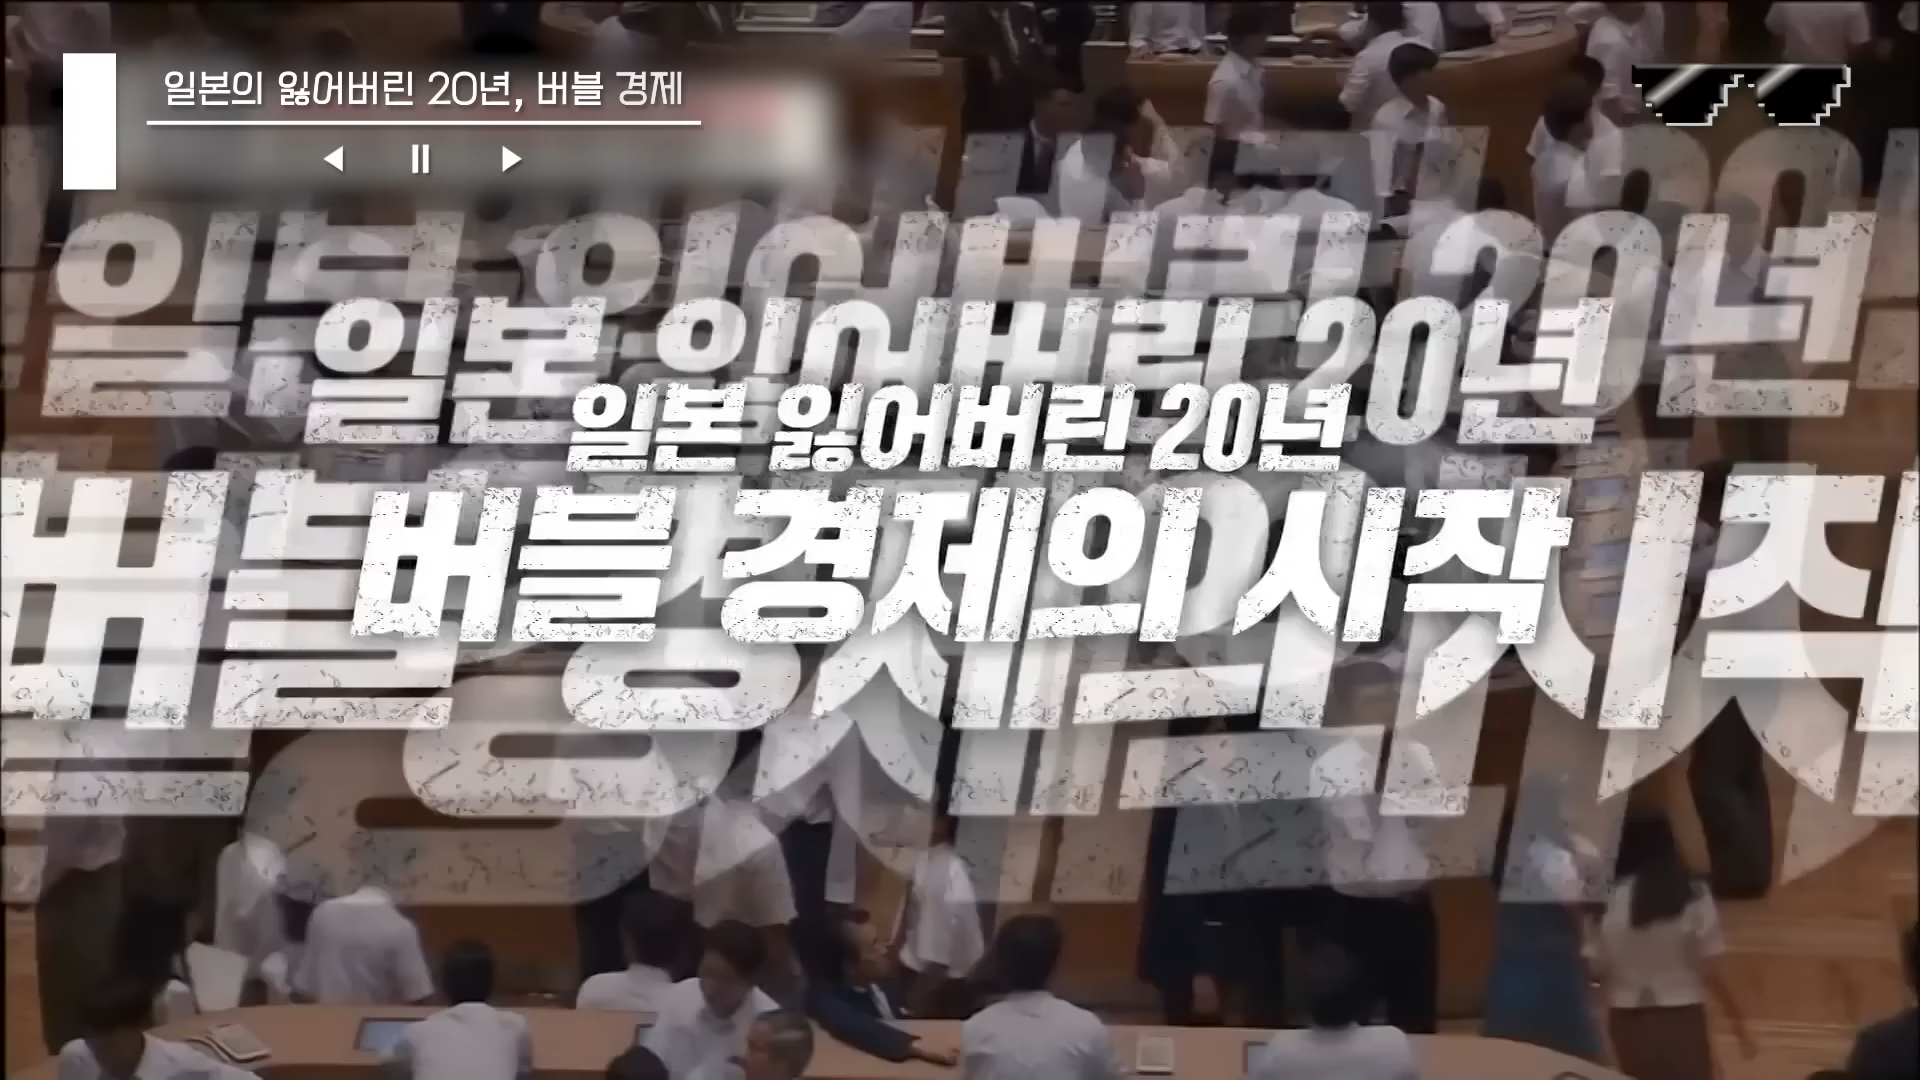 일본의 잃어버린 20년, 버블 경제
일본 잃어버린 20년
버블 경제의 시작